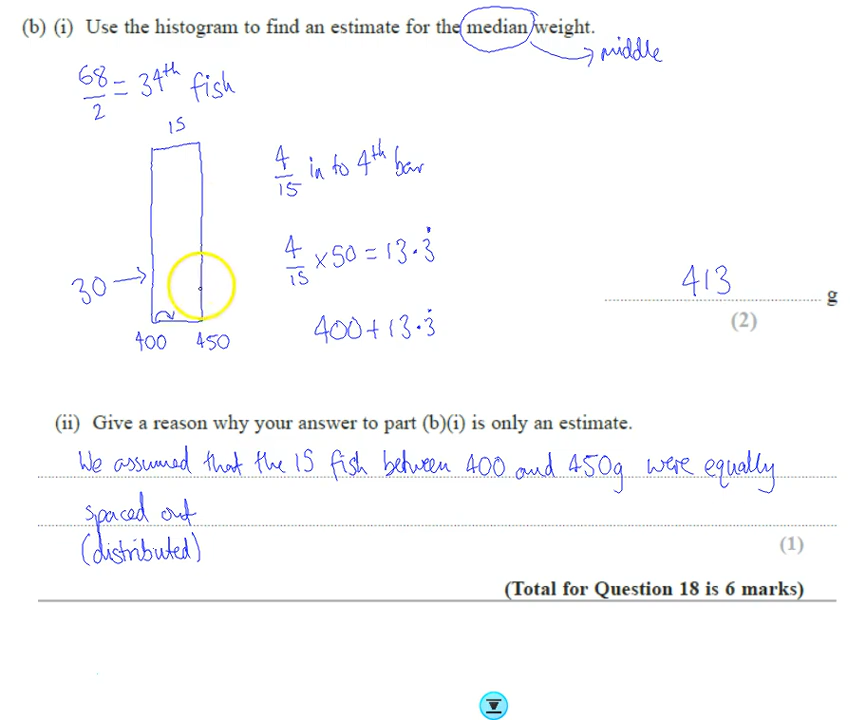 (b) (i) Use the histogram to find an estimate for the median weight.
middle
68/2 = 34th fish
15
4/15 in to 4th bar
4/15 × 50 = 13.3̇
30 →
413 g
(2)
400 450
400 + 13.3̇
(ii) Give a reason why your answer to part (b)(i) is only an estimate.
We assumed that the 15 fish between 400 and 450g were equally
spaced out
(distributed)
(1)
(Total for Question 18 is 6 marks)